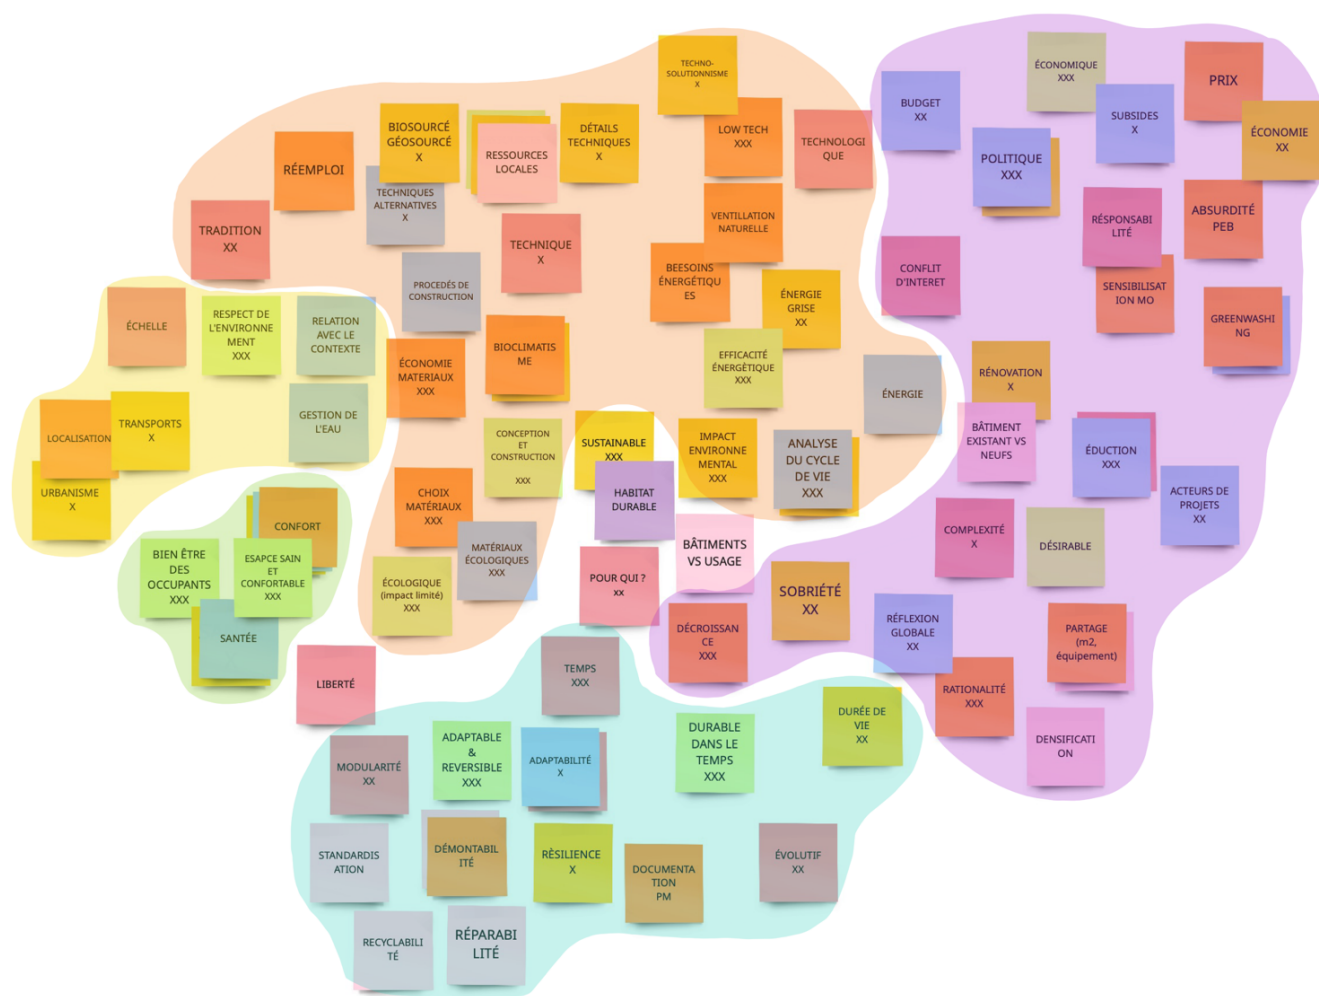 TECHNO-
SOLUTIONNISME
X
ÉCONOMIQUE
XXX
PRIX
BUDGET
XX
SUBSIDES
X
ÉCONOMIE
XX
BIOSOURCÉ
GÉOSOURCÉ
X
RESSOURCES
LOCALES
DÉTAILS
TECHNIQUES
X
LOW TECH
XXX
TECHNOLOGI
QUE
POLITIQUE
XXX
RÉEMPLOI
TECHNIQUES
ALTERNATIVES
X
TRADITION
XX
TECHNIQUE
X
VENTILLATION
NATURELLE
RÉSPONSABI
LITÉ
ABSURDITÉ
PEB
PROCEDÉS DE
CONSTRUCTION
BEESOINS
ÉNERGÉTIQU
ES
ÉNERGIE
GRISE
XX
CONFLIT
D'INTERET
SENSIBILISAT
ION MO
GREENWASHI
NG
ÉCHELLE
RESPECT DE
L'ENVIRONNE
MENT
XXX
RELATION
AVEC LE
CONTEXTE
ÉCONOMIE
MATERIAUX
XXX
BIOCLIMATIS
ME
EFFICACITÉ
ÉNERGÈTIQUE
XXX
ÉNERGIE
RÉNOVATION
X
LOCALISATION
TRANSPORTS
X
GESTION DE
L'EAU
CONCEPTION
ET
CONSTRUCTION
XXX
SUSTAINABLE
XXX
IMPACT
ENVIRONNE
MENTAL
XXX
ANALYSE
DU CYCLE
DE VIE
XXX
BÂTIMENT
EXISTANT VS
NEUFS
ÉDUCTION
XXX
ACTEURS DE
PROJETS
XX
URBANISME
X
CHOIX
MATÉRIAUX
XXX
HABITAT
DURABLE
CONFORT
MATÉRIAUX
ÉCOLOGIQUES
XXX
BÂTIMENTS
VS USAGE
COMPLEXITÉ
X
DÉSIRABLE
BIEN ÊTRE
DES
OCCUPANTS
XXX
ESAPCE SAIN
ET
CONFORTABLE
XXX
ÉCOLOGIQUE
(impact limité)
XXX
POUR QUI ?
xx
SOBRIÉTÉ
XX
SANTÉE
DÉCROISSAN
CE
XXX
RÉFLEXION
GLOBALE
XX
PARTAGE
(m2,
équipement)
LIBERTÉ
TEMPS
XXX
RATIONALITÉ
XXX
DURÉE DE
VIE
XX
DENSIFICATI
ON
MODULARITÉ
XX
ADAPTABLE
&
REVERSIBLE
XXX
ADAPTABILITÉ
X
DURABLE
DANS LE
TEMPS
XXX
STANDARDIS
ATION
DÉMONTABIL
ITÉ
RÈSILIENCE
X
DOCUMENTA
TION
PM
ÉVOLUTIF
XX
RECYCLABILI
TÉ
RÉPARABI
LITÉ